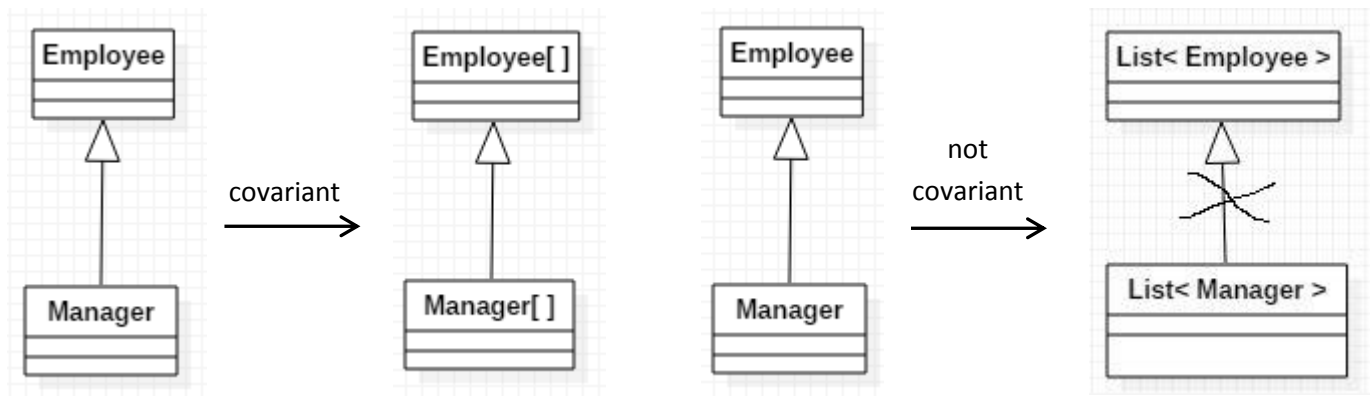 Employee
Manager
covariant
Employee[ ]
Manager[ ]
Employee
Manager
not
covariant
List< Employee >
List< Manager >